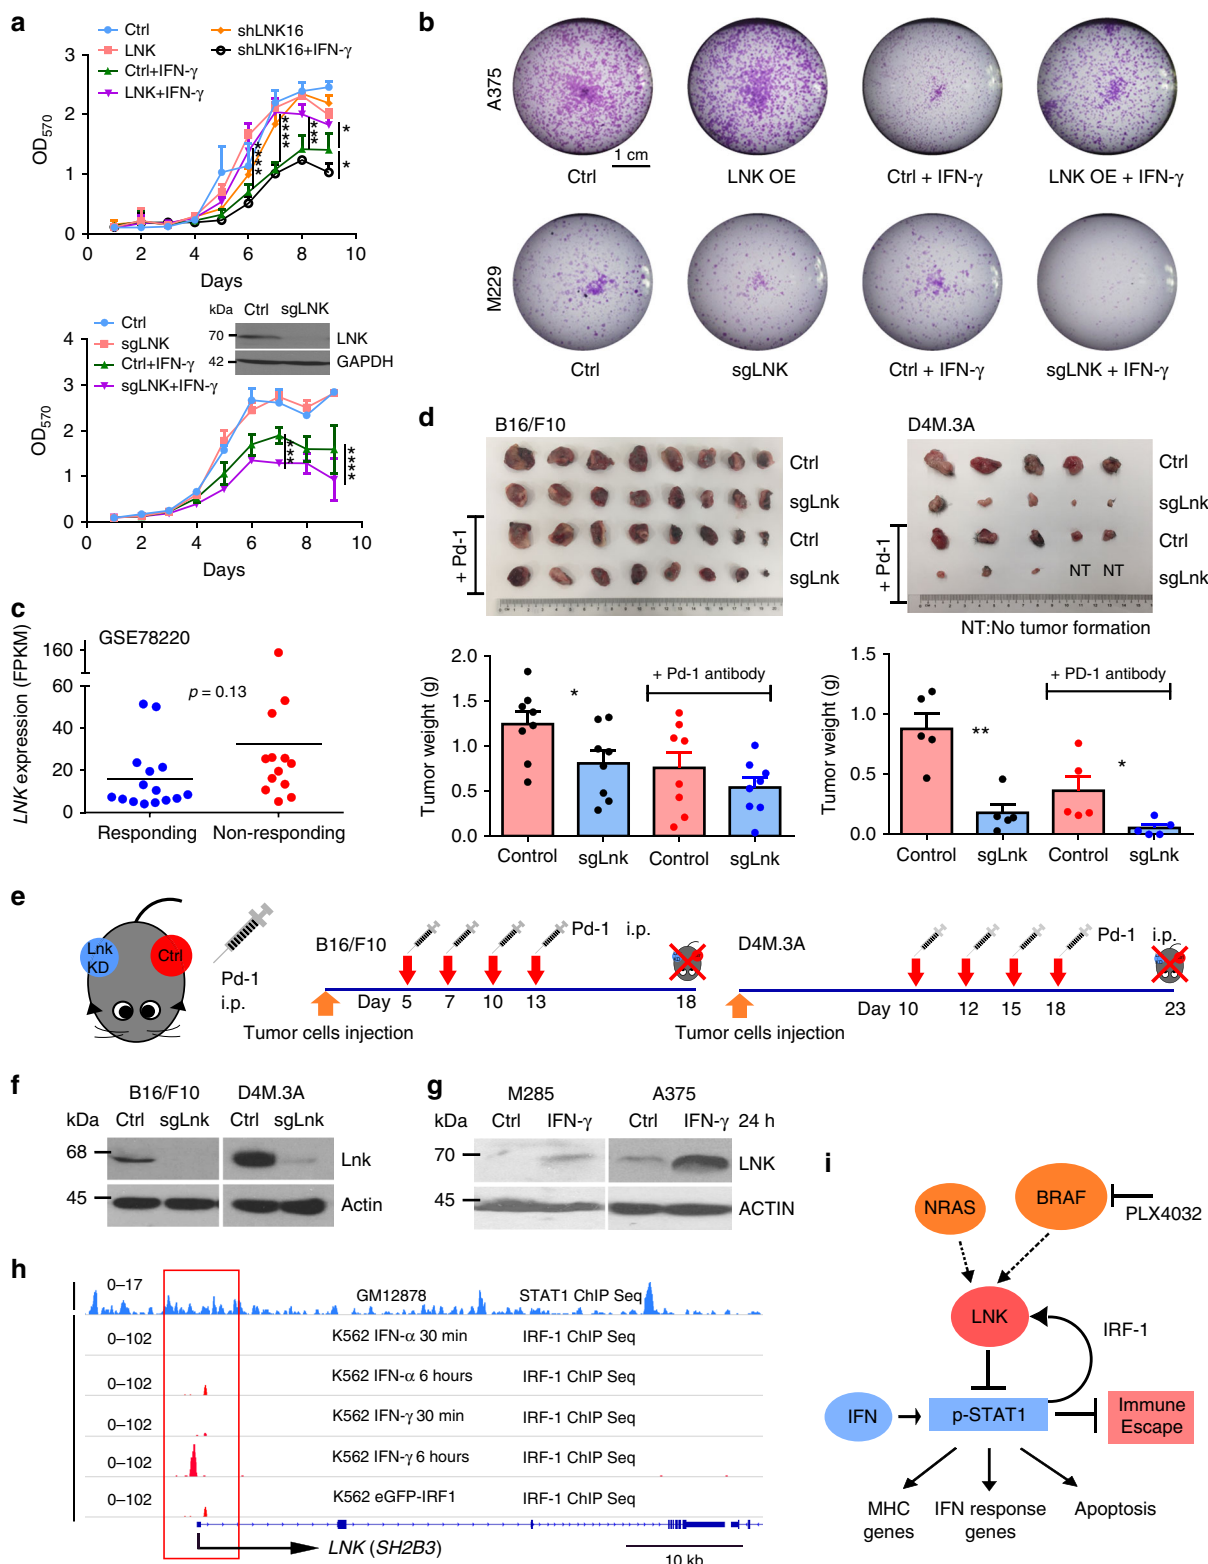 a
Ctrl
LNK
Ctrl+IFN-γ
LNK+IFN-γ
shLNK16
shLNK16+IFN-γ
OD570
3
2
1
0
****
****
***
*
*
0 2 4 6 8 10
Days
Ctrl
sgLNK
Ctrl+IFN-γ
sgLNK+IFN-γ
kDa Ctrl sgLNK
70 LNK
42 GAPDH
OD570
4
3
2
1
0
***
****
0 2 4 6 8 10
Days
b
A375
1 cm
Ctrl LNK OE Ctrl + IFN-γ LNK OE + IFN-γ
M229
Ctrl sgLNK Ctrl + IFN-γ sgLNK + IFN-γ
c
GSE78220
LNK expression (FPKM)
160
60
40
20
0
p = 0.13
Responding Non-responding
d
B16/F10
Ctrl
sgLnk
Ctrl
sgLnk
+ Pd-1
D4M.3A
Ctrl
sgLnk
Ctrl
sgLnk
+ Pd-1
NT NT
NT:No tumor formation
Tumor weight (g)
2.0
1.5
1.0
0.5
0.0
*
+ Pd-1 antibody
Control sgLnk Control sgLnk
Tumor weight (g)
1.5
1.0
0.5
0.0
**
*
+ PD-1 antibody
Control sgLnk Control sgLnk
e
Lnk
KD
Ctrl
Pd-1
i.p.
B16/F10
Pd-1 i.p.
Day 5 7 10 13 18
Tumor cells injection
D4M.3A
Pd-1 i.p.
Day 10 12 15 18 23
Tumor cells injection
f
B16/F10 D4M.3A
kDa Ctrl sgLnk Ctrl sgLnk
68 Lnk
45 Actin
g
M285 A375
kDa Ctrl IFN-γ Ctrl IFN-γ 24 h
70 LNK
45 ACTIN
h
0–17 GM12878 STAT1 ChIP Seq
0–102 K562 IFN-α 30 min IRF-1 ChIP Seq
0–102 K562 IFN-α 6 hours IRF-1 ChIP Seq
0–102 K562 IFN-γ 30 min IRF-1 ChIP Seq
0–102 K562 IFN-γ 6 hours IRF-1 ChIP Seq
0–102 K562 eGFP-IRF1 IRF-1 ChIP Seq
LNK (SH2B3)
10 kb
i
NRAS
BRAF
PLX4032
LNK
IRF-1
IFN
p-STAT1
Immune
Escape
MHC
genes
IFN response
genes
Apoptosis